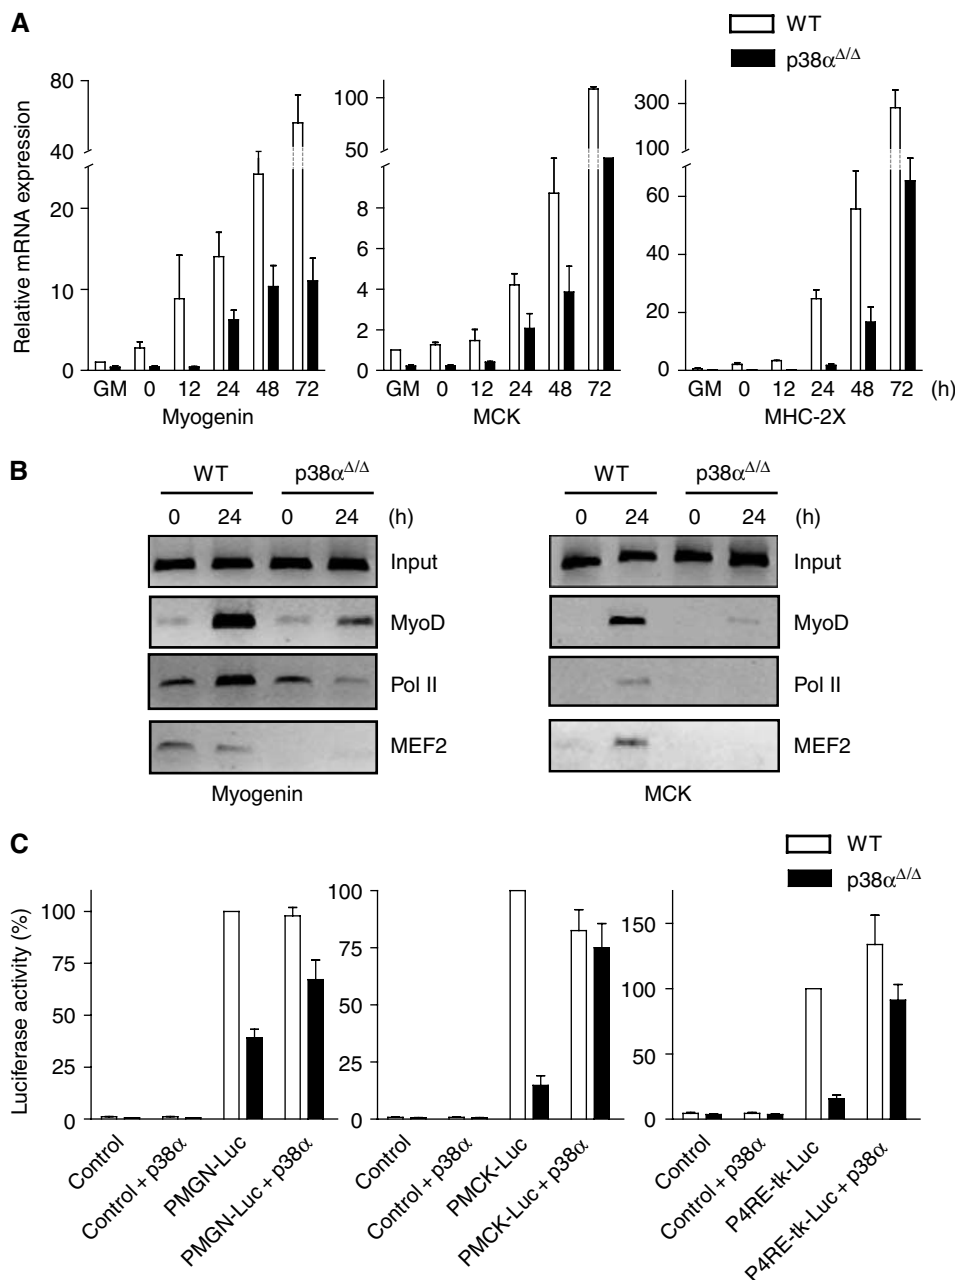 A
WT
p38αΔ/Δ
Relative mRNA expression
80
40
20
10
0
GM 0 12 24 48 72
Myogenin
100
50
8
6
4
2
0
GM 0 12 24 48 72
MCK
300
100
60
40
20
0
GM 0 12 24 48 72 (h)
MHC-2X
B
WT p38αΔ/Δ
0 24 0 24 (h)
Input
MyoD
Pol II
MEF2
Myogenin
WT p38αΔ/Δ
0 24 0 24 (h)
Input
MyoD
Pol II
MEF2
MCK
C
WT
p38αΔ/Δ
Luciferase activity (%)
100
75
50
25
0
Control
Control + p38α
PMGN-Luc
PMGN-Luc + p38α
100
75
50
25
0
Control
Control + p38α
PMCK-Luc
PMCK-Luc + p38α
150
100
50
0
Control
Control + p38α
P4RE-tk-Luc
P4RE-tk-Luc + p38α